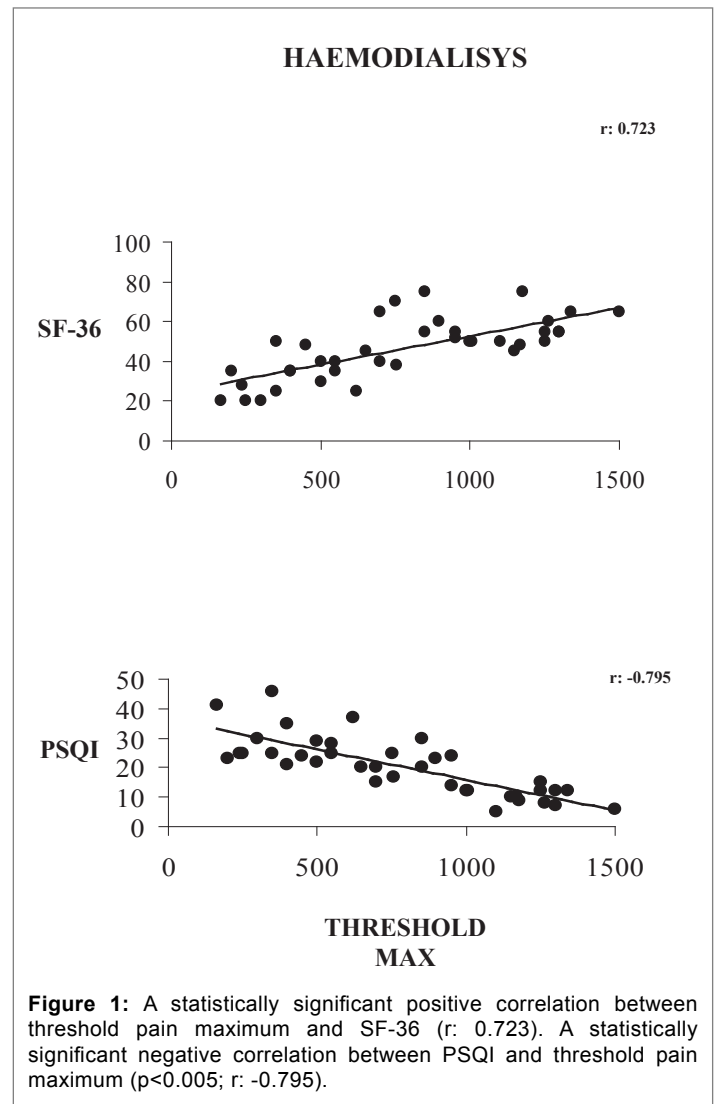 HAEMODIALISYS
r: 0.723
100
80
SF-36 60
40
20
0
0 500 1000 1500
r: -0.795
50
40
PSQI 30
20
10
0
0 500 1000 1500
THRESHOLD
MAX
Figure 1: A statistically significant positive correlation between
threshold pain maximum and SF-36 (r: 0.723). A statistically
significant negative correlation between PSQI and threshold pain
maximum (p<0.005; r: -0.795).